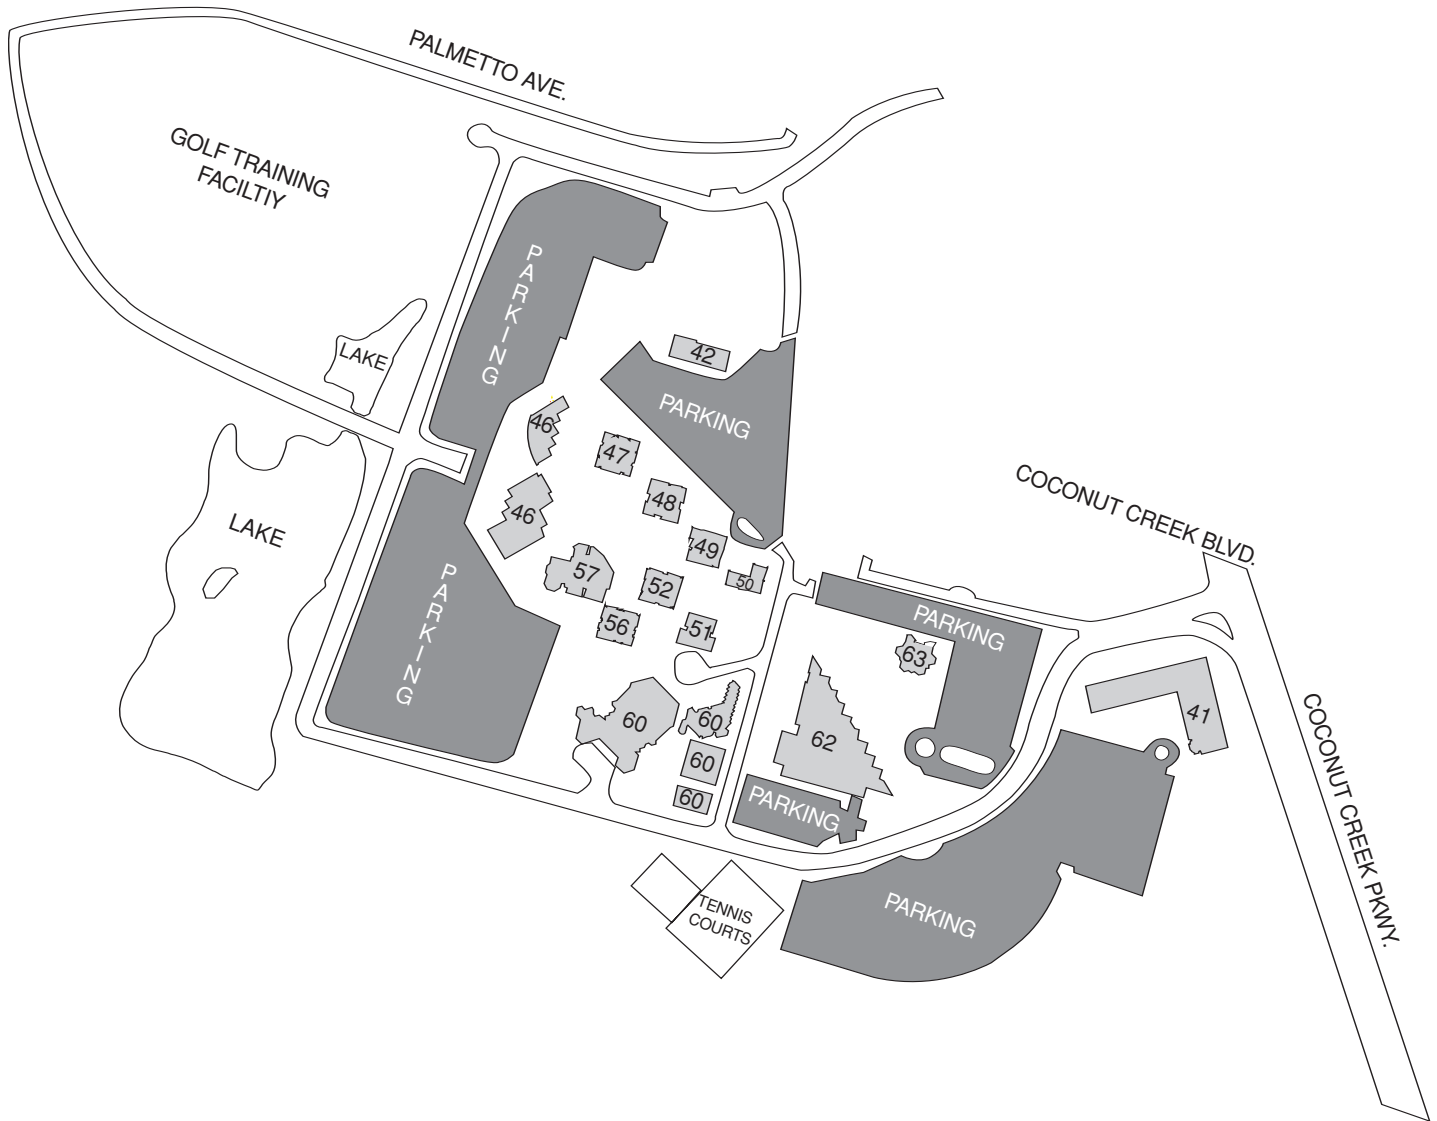 PALMETTO AVE.
GOLF TRAINING
FACILTIY
PARKING
LAKE
42
PARKING
46
47
46
48
49
50
57
52
56
51
LAKE
PARKING
COCONUT CREEK BLVD.
PARKING
63
60
60
60
60
62
PARKING
41
COCONUT CREEK PKWY.
TENNIS
COURTS
PARKING